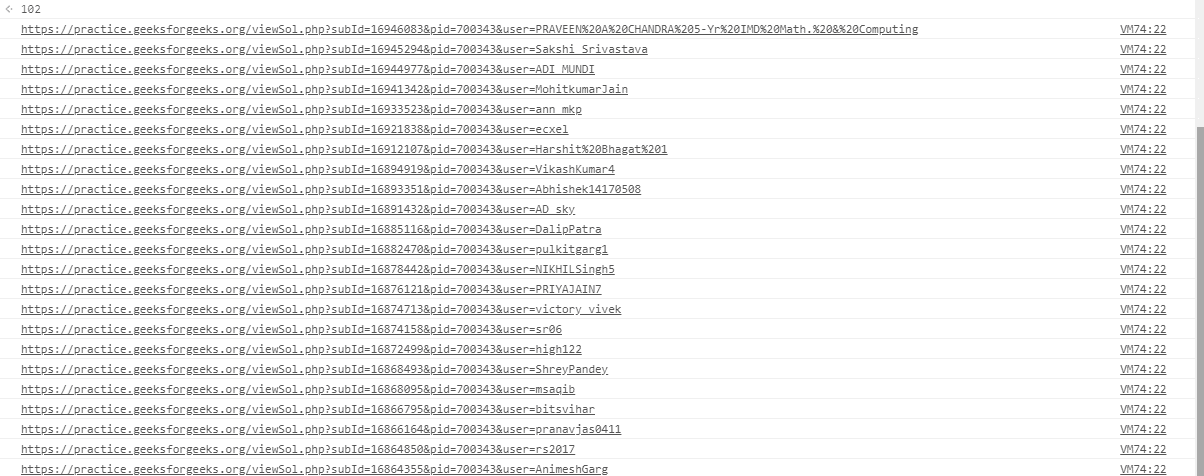 102
https://practice.geeksforgeeks.org/viewSol.php?subId=16946083&pid=700343&user=PRAVEEN%20A%20CHANDRA%205-Yr%20IMD%20Math.%20&%20Computing VM74:22
https://practice.geeksforgeeks.org/viewSol.php?subId=16945294&pid=700343&user=Sakshi_Srivastava VM74:22
https://practice.geeksforgeeks.org/viewSol.php?subId=16944977&pid=700343&user=ADI_MUNDI VM74:22
https://practice.geeksforgeeks.org/viewSol.php?subId=16941342&pid=700343&user=MohitkumarJain VM74:22
https://practice.geeksforgeeks.org/viewSol.php?subId=16933523&pid=700343&user=ann_mkp VM74:22
https://practice.geeksforgeeks.org/viewSol.php?subId=16921838&pid=700343&user=ecxel VM74:22
https://practice.geeksforgeeks.org/viewSol.php?subId=16912107&pid=700343&user=Harshit%20Bhagat%201 VM74:22
https://practice.geeksforgeeks.org/viewSol.php?subId=16894919&pid=700343&user=VikashKumar4 VM74:22
https://practice.geeksforgeeks.org/viewSol.php?subId=16893351&pid=700343&user=Abhishek14170508 VM74:22
https://practice.geeksforgeeks.org/viewSol.php?subId=16891432&pid=700343&user=AD_sky VM74:22
https://practice.geeksforgeeks.org/viewSol.php?subId=16885116&pid=700343&user=DalipPatra VM74:22
https://practice.geeksforgeeks.org/viewSol.php?subId=16882470&pid=700343&user=pulkitgarg1 VM74:22
https://practice.geeksforgeeks.org/viewSol.php?subId=16878442&pid=700343&user=NIKHILSingh5 VM74:22
https://practice.geeksforgeeks.org/viewSol.php?subId=16876121&pid=700343&user=PRIYAJAIN7 VM74:22
https://practice.geeksforgeeks.org/viewSol.php?subId=16874713&pid=700343&user=victory_vivek VM74:22
https://practice.geeksforgeeks.org/viewSol.php?subId=16874158&pid=700343&user=sr06 VM74:22
https://practice.geeksforgeeks.org/viewSol.php?subId=16872499&pid=700343&user=high122 VM74:22
https://practice.geeksforgeeks.org/viewSol.php?subId=16868493&pid=700343&user=ShreyPandey VM74:22
https://practice.geeksforgeeks.org/viewSol.php?subId=16868095&pid=700343&user=msaqib VM74:22
https://practice.geeksforgeeks.org/viewSol.php?subId=16866795&pid=700343&user=bitsvihar VM74:22
https://practice.geeksforgeeks.org/viewSol.php?subId=16866164&pid=700343&user=pranavjas0411 VM74:22
https://practice.geeksforgeeks.org/viewSol.php?subId=16864850&pid=700343&user=rs2017 VM74:22
https://practice.geeksforgeeks.org/viewSol.php?subId=16864355&pid=700343&user=AnimeshGarg VM74:22